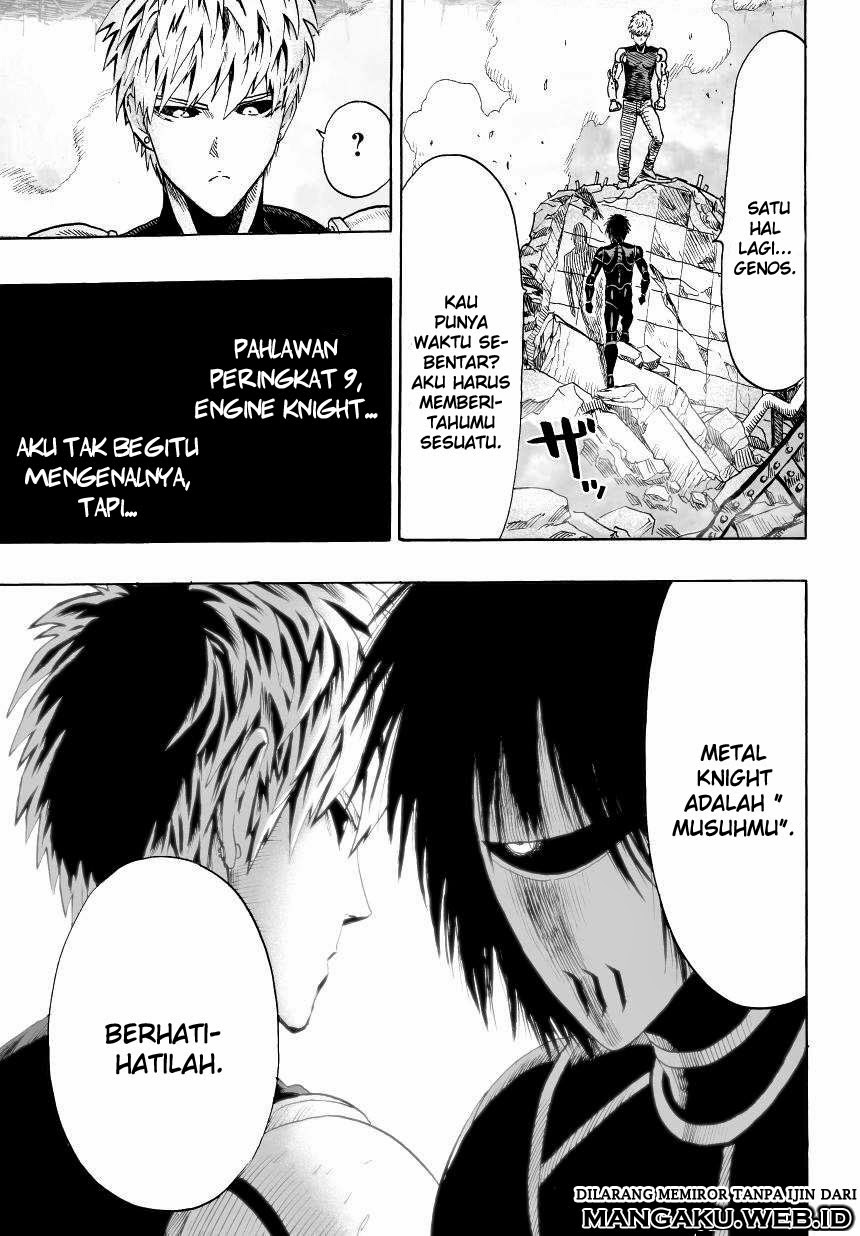 SATU
HAL
LAGI...
GENOS.
KAU
PUNYA
WAKTU SE-
BENTAR?
AKU HARUS
MEMBERI-
TAHUMU
SESUATU.
ザッ
?
PAHLAWAN
PERINGKAT 9,
ENGINE KNIGHT...
AKU TAK BEGITU
MENGENALNYA,
TAPI...
METAL
KNIGHT
ADALAH "
MUSUHMU".
BERHATI-
HATILAH.
DILARANG MEMIROR TANPA IJIN DARI
MANGAKU.WEB.ID